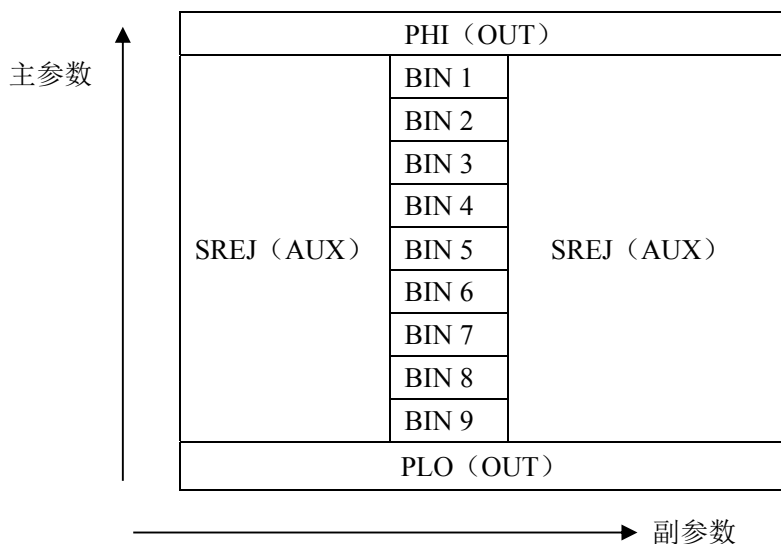 PHI（OUT）
主参数
BIN 1
BIN 2
BIN 3
BIN 4
SREJ（AUX） BIN 5 SREJ（AUX）
BIN 6
BIN 7
BIN 8
BIN 9
PLO（OUT）
副参数